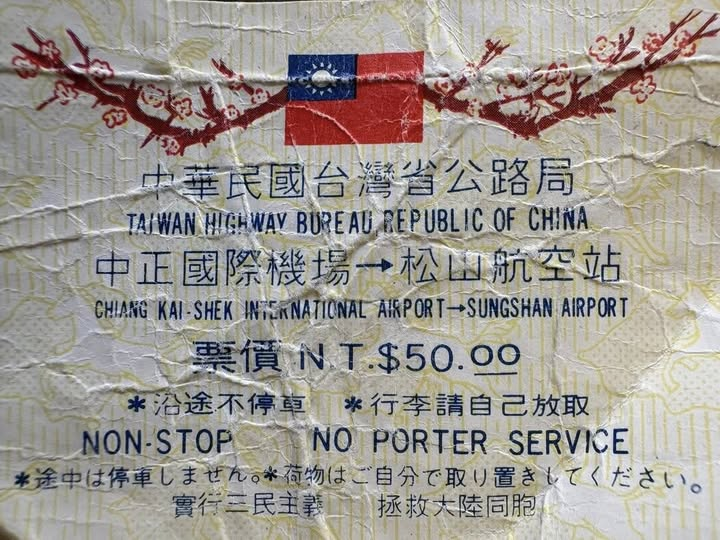 中華民國台灣省公路局
TAIWAN HIGHWAY BUREAU REPUBLIC OF CHINA
中正國際機場→松山航空站
CHIANG KAI-SHEK INTERNATIONAL AIRPORT→SUNGSHAN AIRPORT
票價 N.T.$50.00
*沿途不停車 *行李請自己放取
NON-STOP NO PORTER SERVICE
*途中は停車しません。*荷物はご自分で取り置きしてください。
實行三民主義 拯救大陸同胞